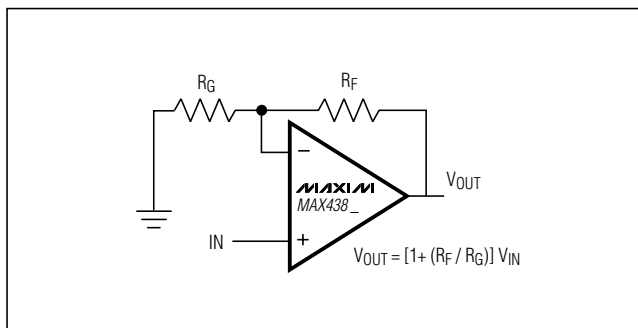 RG
RF
−
MAXIM
MAX438_
VOUT
IN
+
VOUT = [1+ (RF / RG)] VIN